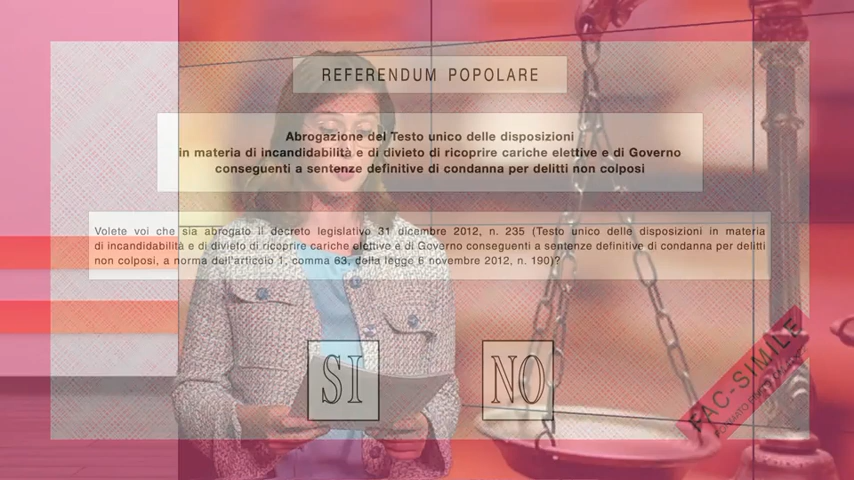 REFERENDUM POPOLARE
Abrogazione del Testo unico delle disposizioni
in materia di incandidabilità e di divieto di ricoprire cariche elettive e di Governo
conseguenti a sentenze definitive di condanna per delitti non colposi
Volete voi che sia abrogato il decreto legislativo 31 dicembre 2012, n. 235 (Testo unico delle disposizioni in materia
di incandidabilità e di divieto di ricoprire cariche elettive e di Governo conseguenti a sentenze definitive di condanna per delitti
non colposi, a norma dell'articolo 1, comma 63, della legge 6 novembre 2012, n. 190)?
SI NO
FAC-SIMILE